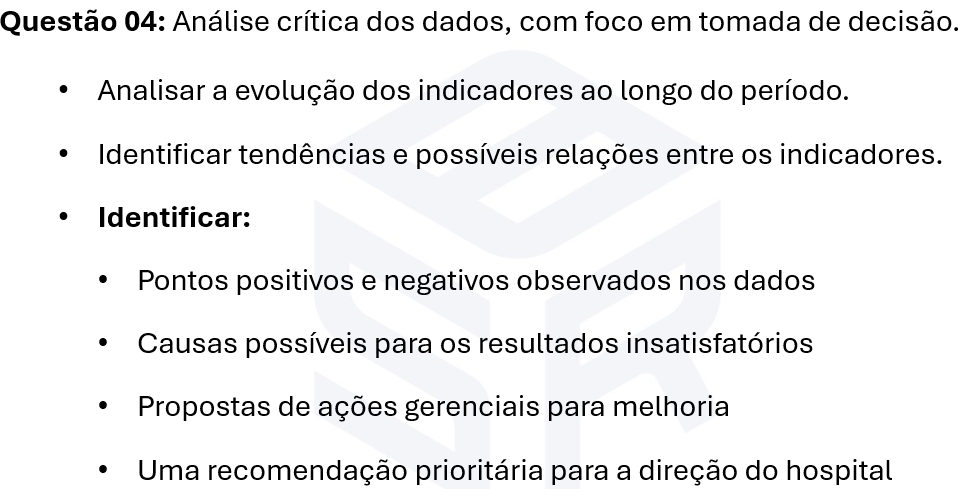 Questão 04: Análise crítica dos dados, com foco em tomada de decisão.
• Analisar a evolução dos indicadores ao longo do período.
• Identificar tendências e possíveis relações entre os indicadores.
• Identificar:
• Pontos positivos e negativos observados nos dados
• Causas possíveis para os resultados insatisfatórios
• Propostas de ações gerenciais para melhoria
• Uma recomendação prioritária para a direção do hospital